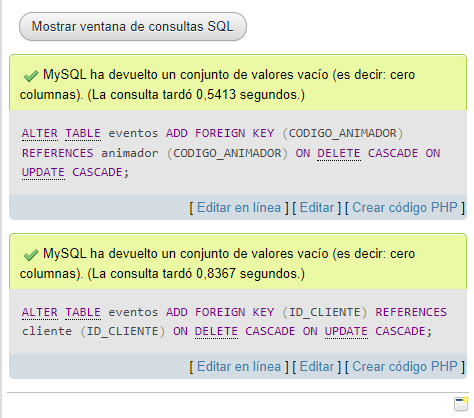 Mostrar ventana de consultas SQL
MySQL ha devuelto un conjunto de valores vacío (es decir: cero
columnas). (La consulta tardó 0,5413 segundos.)
ALTER TABLE eventos ADD FOREIGN KEY (CODIGO_ANIMADOR)
REFERENCES animador (CODIGO_ANIMADOR) ON DELETE CASCADE ON
UPDATE CASCADE;
[ Editar en línea ] [ Editar ] [ Crear código PHP ]
MySQL ha devuelto un conjunto de valores vacío (es decir: cero
columnas). (La consulta tardó 0,8367 segundos.)
ALTER TABLE eventos ADD FOREIGN KEY (ID_CLIENTE) REFERENCES
cliente (ID_CLIENTE) ON DELETE CASCADE ON UPDATE CASCADE;
[ Editar en línea ] [ Editar ] [ Crear código PHP ]